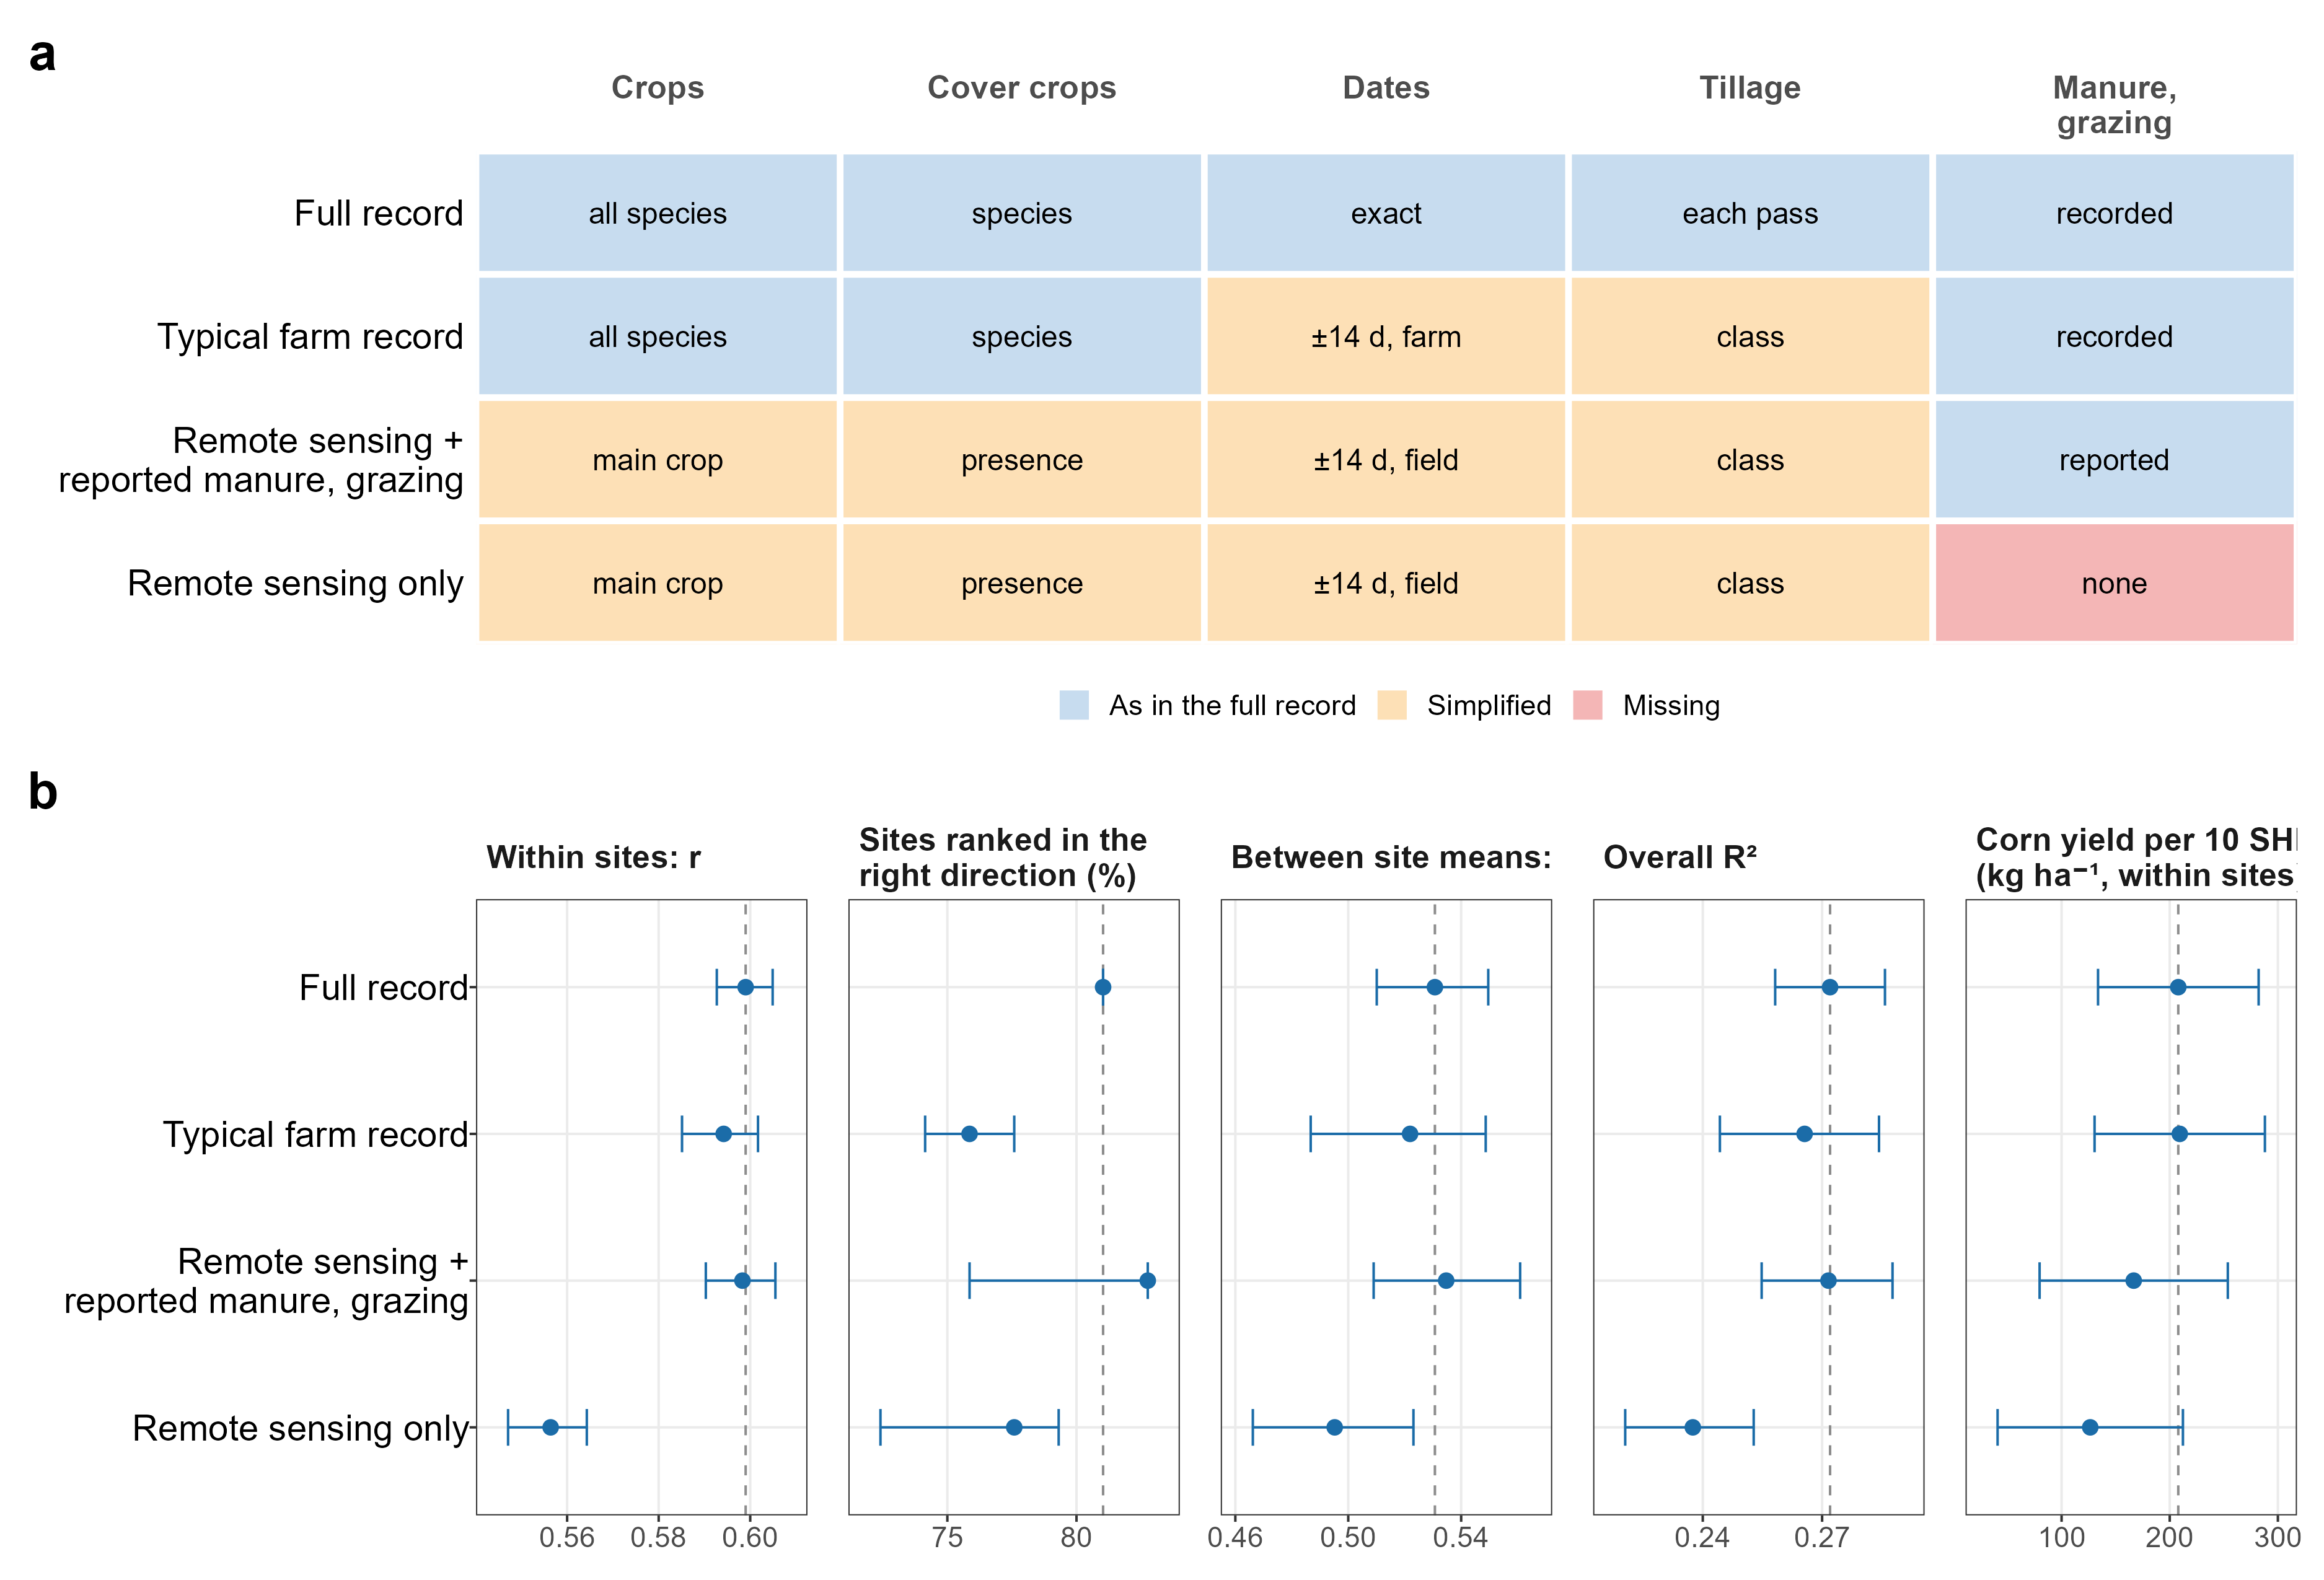 a
Crops
Cover crops
Dates
Tillage
Manure,
grazing
Full record
all species
species
exact
each pass
recorded
Typical farm record
all species
species
±14 d, farm
class
recorded
Remote sensing +
reported manure, grazing
main crop
presence
±14 d, field
class
reported
Remote sensing only
main crop
presence
±14 d, field
class
none
As in the full record
Simplified
Missing
b
Within sites: r
Sites ranked in the
right direction (%)
Between site means:
Overall R²
Corn yield per 10 SH
(kg ha⁻¹, within sites)
Full record
Typical farm record
Remote sensing +
reported manure, grazing
Remote sensing only
0.56 0.58 0.60
75 80
0.46 0.50 0.54
0.24 0.27
100 200 300